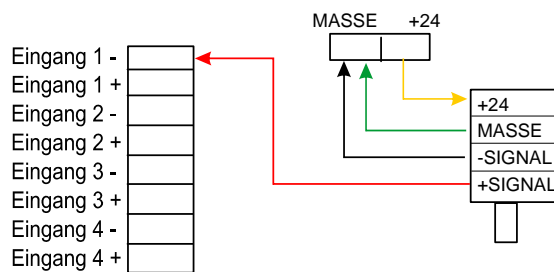 MASSE +24
Eingang 1 -
Eingang 1 +
Eingang 2 -
Eingang 2 +
Eingang 3 -
Eingang 3 +
Eingang 4 -
Eingang 4 +
+24
MASSE
-SIGNAL
+SIGNAL